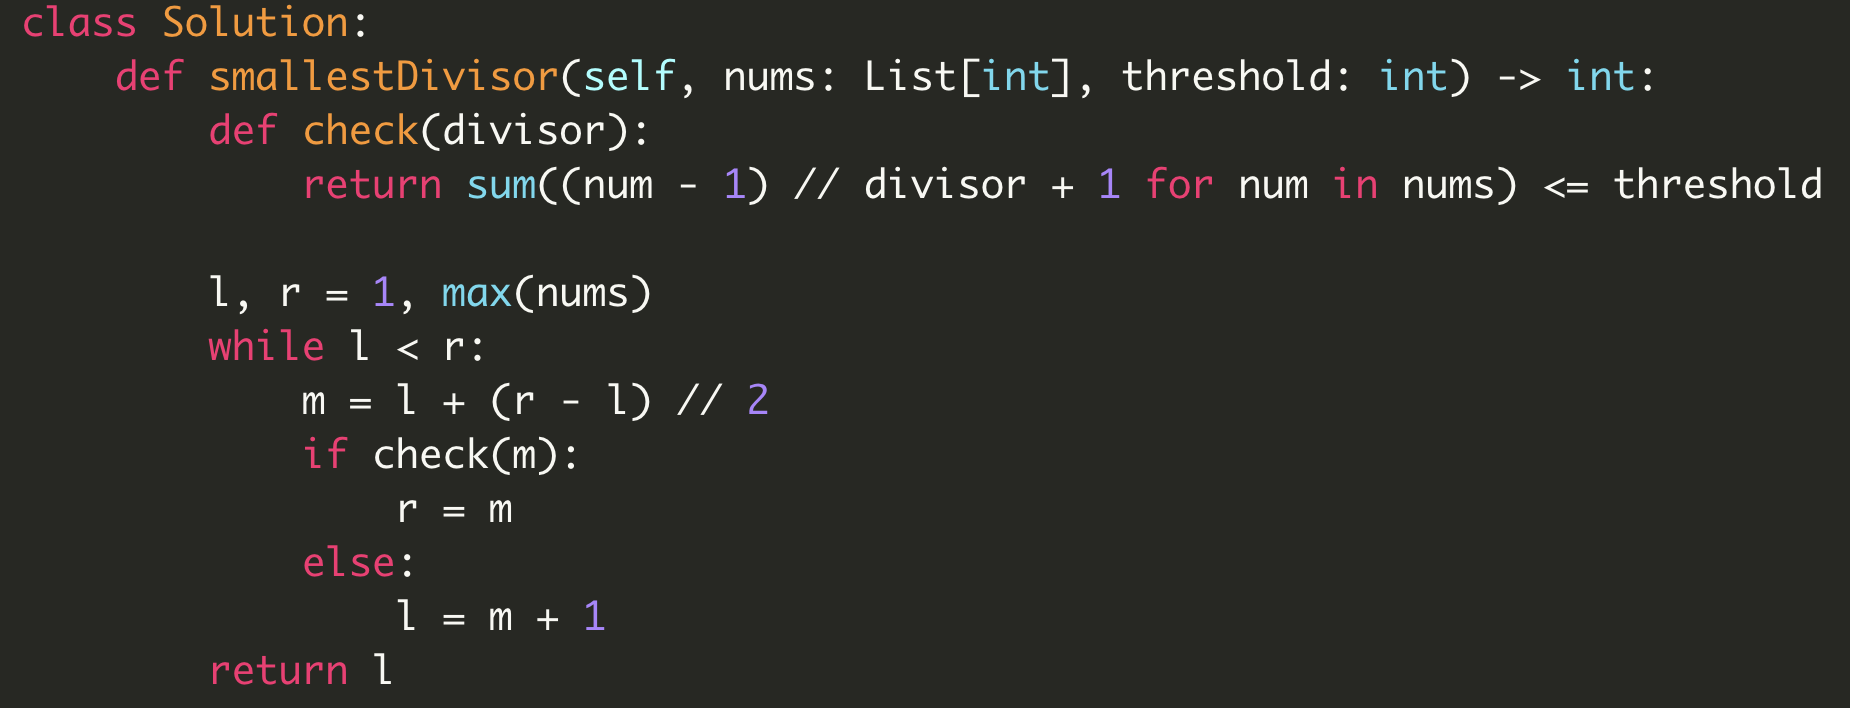 class Solution:
    def smallestDivisor(self, nums: List[int], threshold: int) -> int:
        def check(divisor):
            return sum((num - 1) // divisor + 1 for num in nums) <= threshold

        l, r = 1, max(nums)
        while l < r:
            m = l + (r - l) // 2
            if check(m):
                r = m
            else:
                l = m + 1
        return l